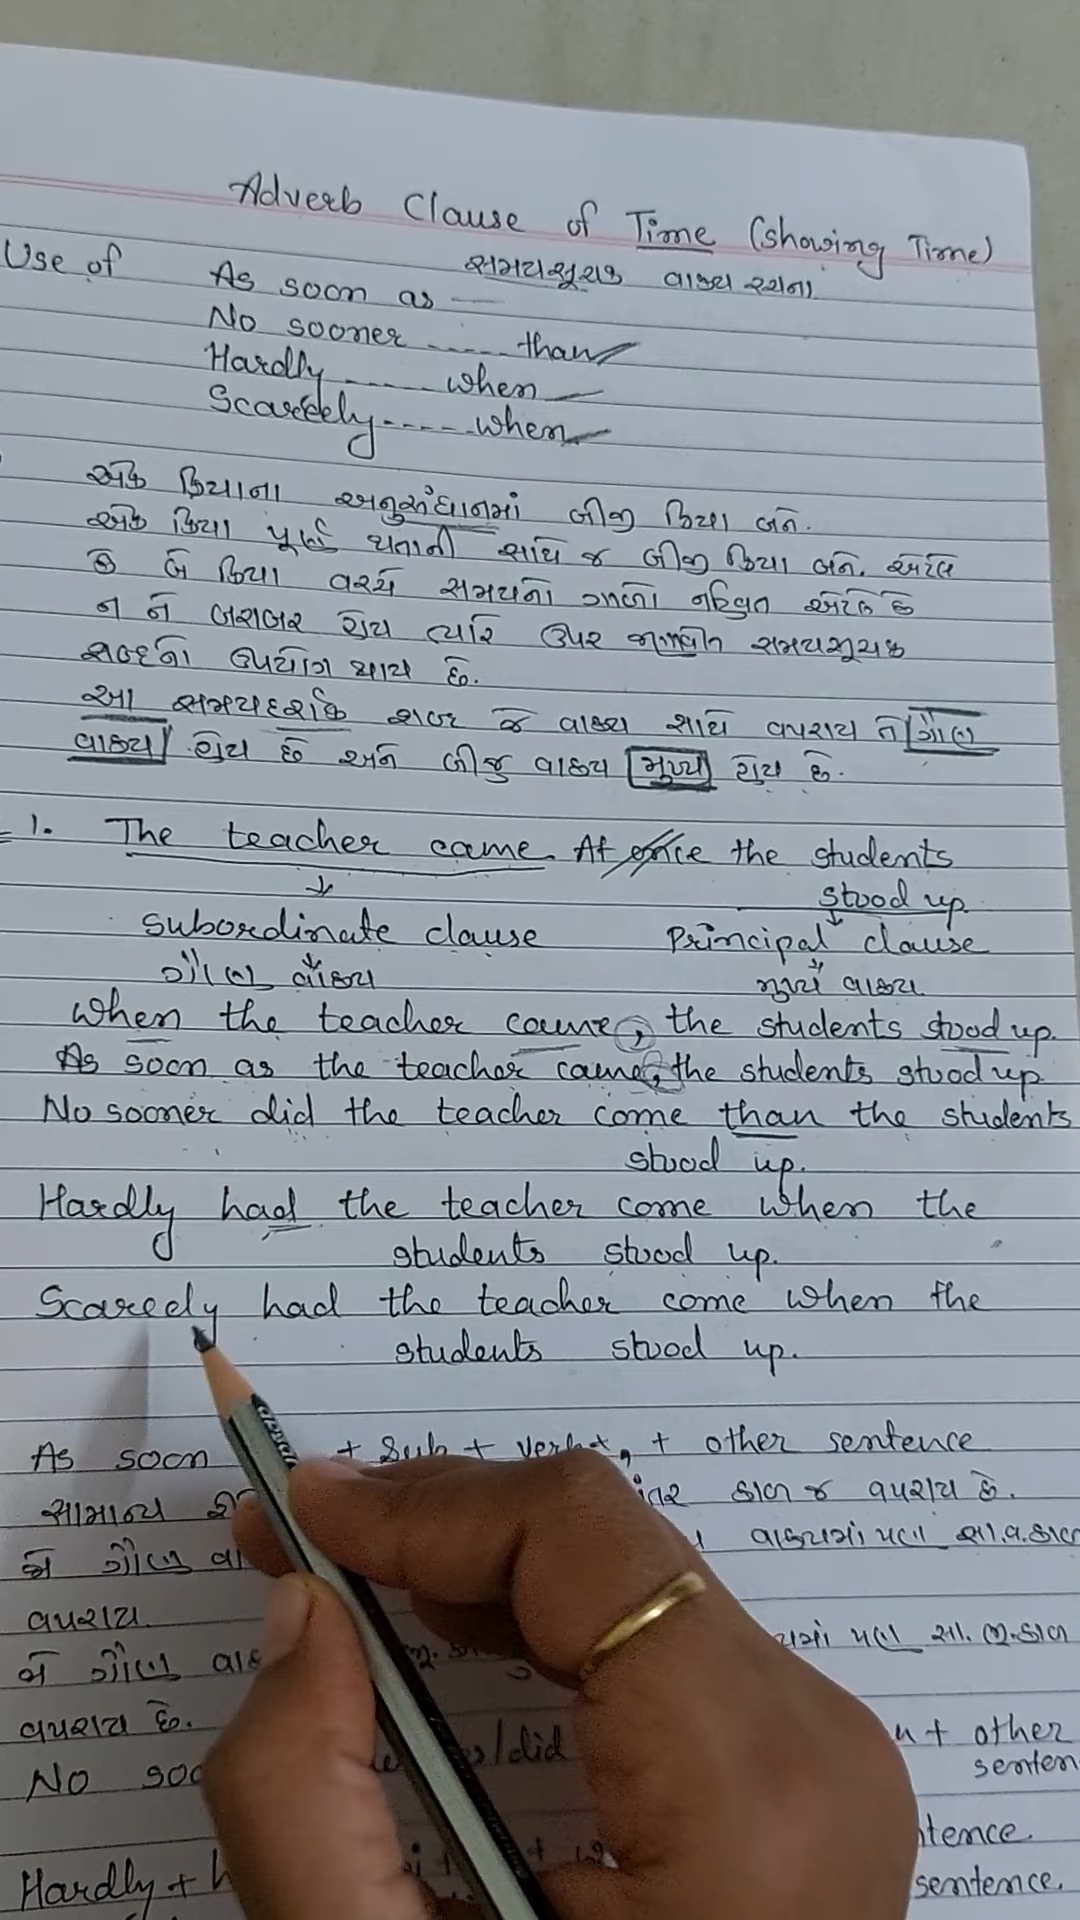 Adverb Clause of Time (showing Time)
સમયસૂચક વાક્ય રચના
Use of As soon as
No sooner ..... than
Hardly ..... when
Scarcely .... when
એક ક્રિયાના અનુસંધાનમાં બીજી ક્રિયા બને.
એક ક્રિયા પૂર્ણ થતાની સાથે જ બીજી ક્રિયા બને. એટલે
કે બે ક્રિયા વચ્ચે સમયનો ગાળો નહિવત એટલે કે
ન ને બરાબર હોય ત્યારે ઉપર સમયસૂચક
શબ્દનો ઉપયોગ થાય છે.
આ સમયદર્શક શબ્દ જે વાક્ય સાથે વપરાય તે ગૌણ
વાક્ય હોય છે અને બીજુ વાક્ય મુખ્ય હોય છે.
1. The teacher came. At once the students
stood up.
subordinate clause Principal clause
ગૌણ વાક્ય મુખ્ય વાક્ય
When the teacher came, the students stood up.
As soon as the teacher came, the students stood up.
No sooner did the teacher come than the students
stood up.
Hardly had the teacher come when the
students stood up.
Scarcely had the teacher come when the
students stood up.
As soon + Sub + verb + other sentence
સામાન્ય કાળ જ વપરાય છે.
જો ગૌણ વાક્યમાં પણ સા.વ.કાળ
વપરાય.
જો ગૌણ પણ સા. ભૂ.કાળ
વપરાય છે.
No /did + other
senten
tence.
Hardly + sentence.